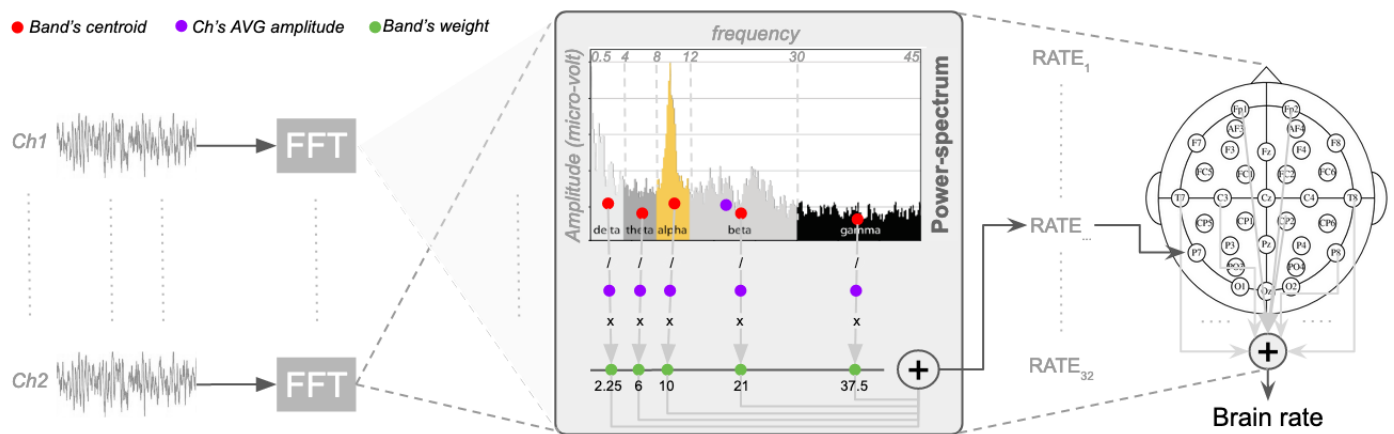 Band's centroid
Ch's AVG amplitude
Band's weight
Ch1
FFT
Ch2
FFT
frequency
0.5 4 8 12 30 45
Amplitude (micro-volt)
Power-spectrum
delta theta alpha beta gamma
/ / / / /
x x x x x
2.25 6 10 21 37.5
+
RATE1
RATE...
RATE32
Fp1 Fp2
AF3 AF4
F7 F3 Fz F4 F8
FC5 FC1 FC2 FC6
T7 C3 Cz C4 T8
CP5 CP1 CP2 CP6
P7 P3 Pz P4 P8
PO3 PO4
O1 Oz O2
+
Brain rate